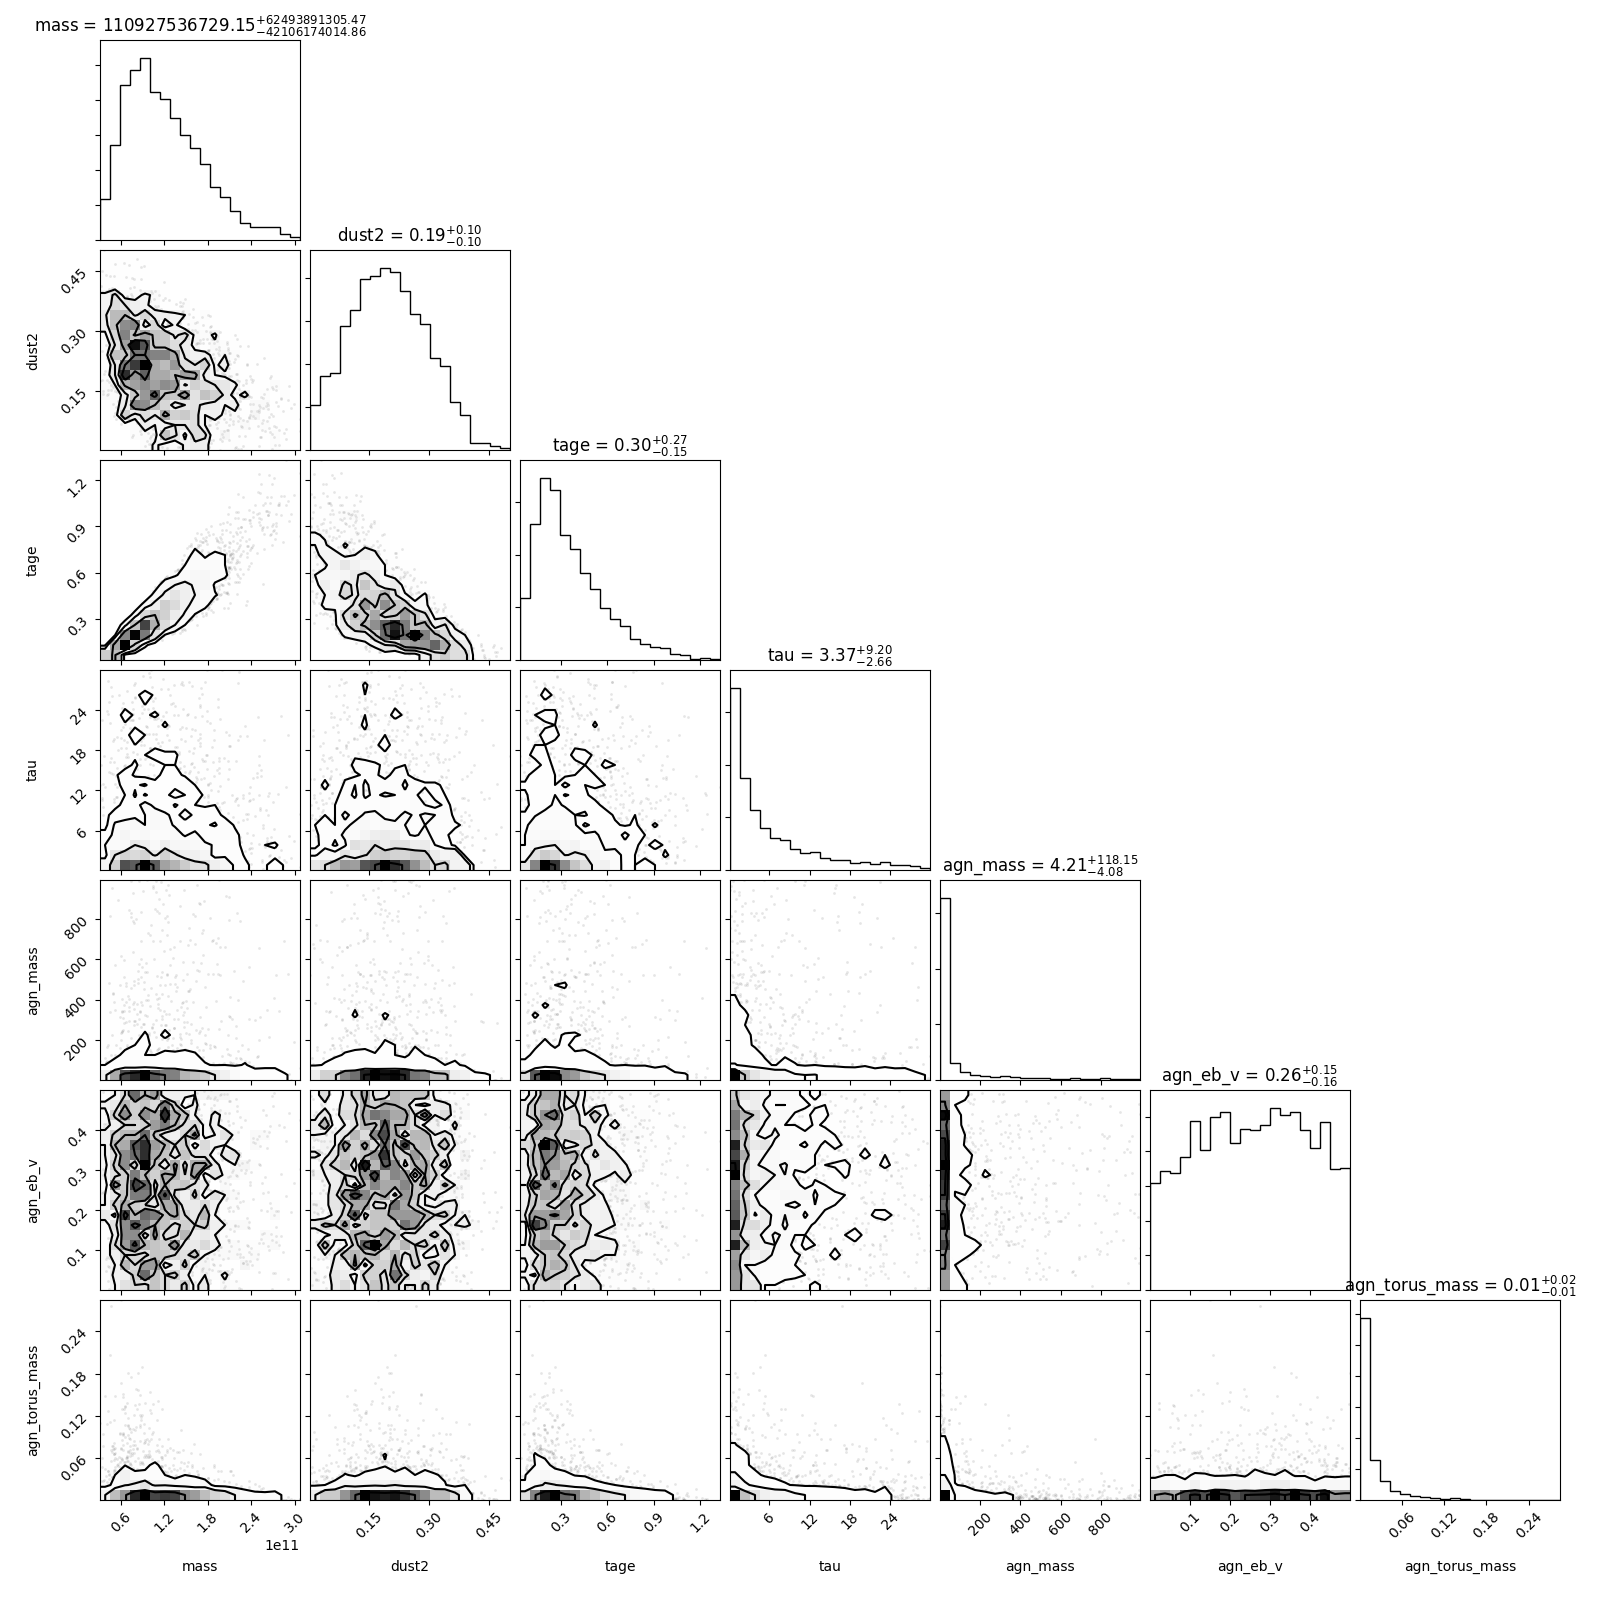 mass = 110927536729.15 +62493891305.47 −42106174014.86
dust2 = 0.19 +0.10 −0.10
0.45
0.30
0.15
dust2
tage = 0.30 +0.27 −0.15
1.2
0.9
0.6
0.3
tage
tau = 3.37 +9.20 −2.66
24
18
12
6
tau
agn_mass = 4.21 +118.15 −4.08
800
600
400
200
agn_mass
agn_eb_v = 0.26 +0.15 −0.16
0.4
0.3
0.2
0.1
agn_eb_v
agn_torus_mass = 0.01 +0.02 −0.01
0.24
0.18
0.12
0.06
agn_torus_mass
0.6 1.2 1.8 2.4 3.0 0.15 0.30 0.45 0.3 0.6 0.9 1.2 6 12 18 24 200 400 600 800 0.1 0.2 0.3 0.4 0.06 0.12 0.18 0.24
1e11
mass dust2 tage tau agn_mass agn_eb_v agn_torus_mass